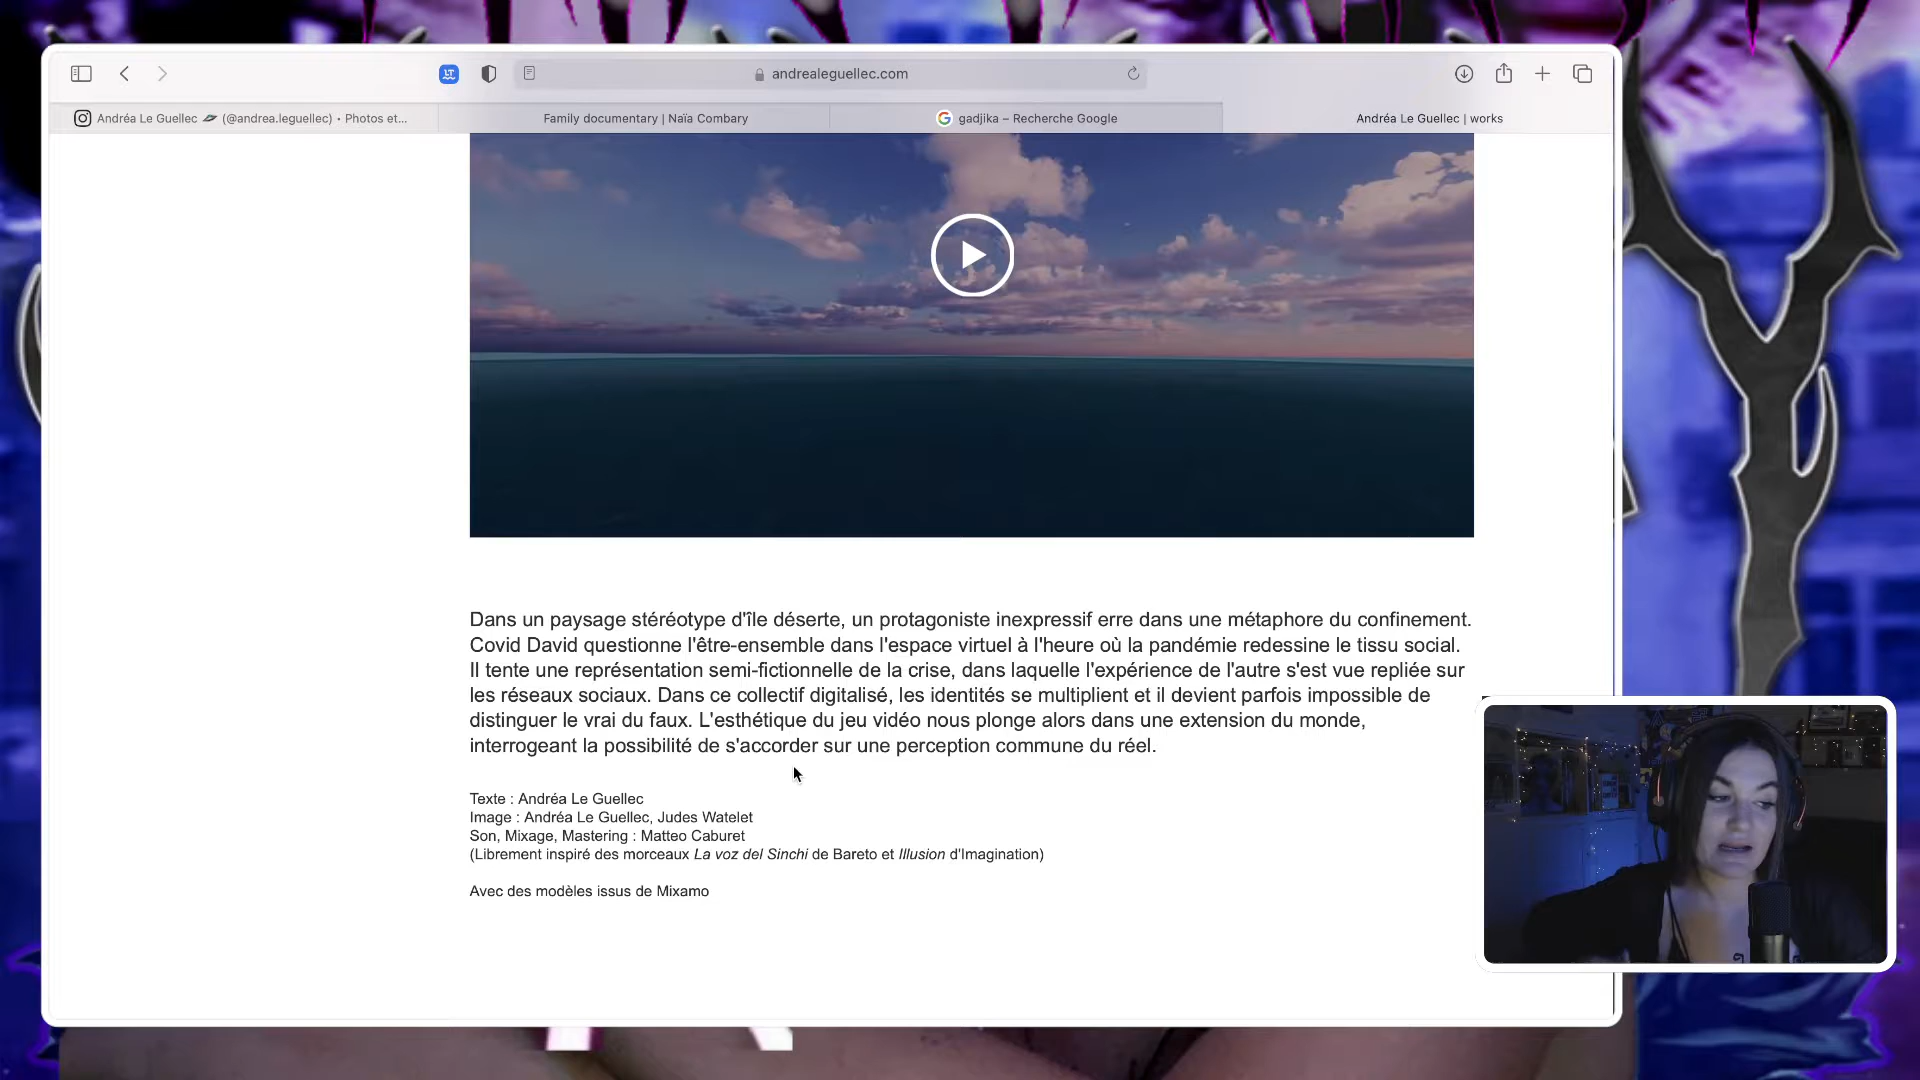 andrealeguellec.com
Andréa Le Guellec (@andrea.leguellec) • Photos et...
Family documentary | Naïa Combary
gadjika – Recherche Google
Andréa Le Guellec | works
Dans un paysage stéréotype d'île déserte, un protagoniste inexpressif erre dans une métaphore du confinement.
Covid David questionne l'être-ensemble dans l'espace virtuel à l'heure où la pandémie redessine le tissu social.
Il tente une représentation semi-fictionnelle de la crise, dans laquelle l'expérience de l'autre s'est vue repliée sur
les réseaux sociaux. Dans ce collectif digitalisé, les identités se multiplient et il devient parfois impossible de
distinguer le vrai du faux. L'esthétique du jeu vidéo nous plonge alors dans une extension du monde,
interrogeant la possibilité de s'accorder sur une perception commune du réel.
Texte : Andréa Le Guellec
Image : Andréa Le Guellec, Judes Watelet
Son, Mixage, Mastering : Matteo Caburet
(Librement inspiré des morceaux La voz del Sinchi de Bareto et Illusion d'Imagination)
Avec des modèles issus de Mixamo